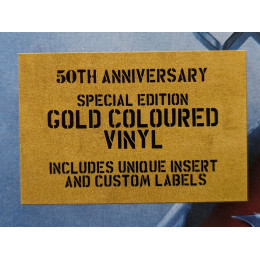 50TH ANNIVERSARY
SPECIAL EDITION
GOLD COLOURED
VINYL
INCLUDES UNIQUE INSERT
AND CUSTOM LABELS